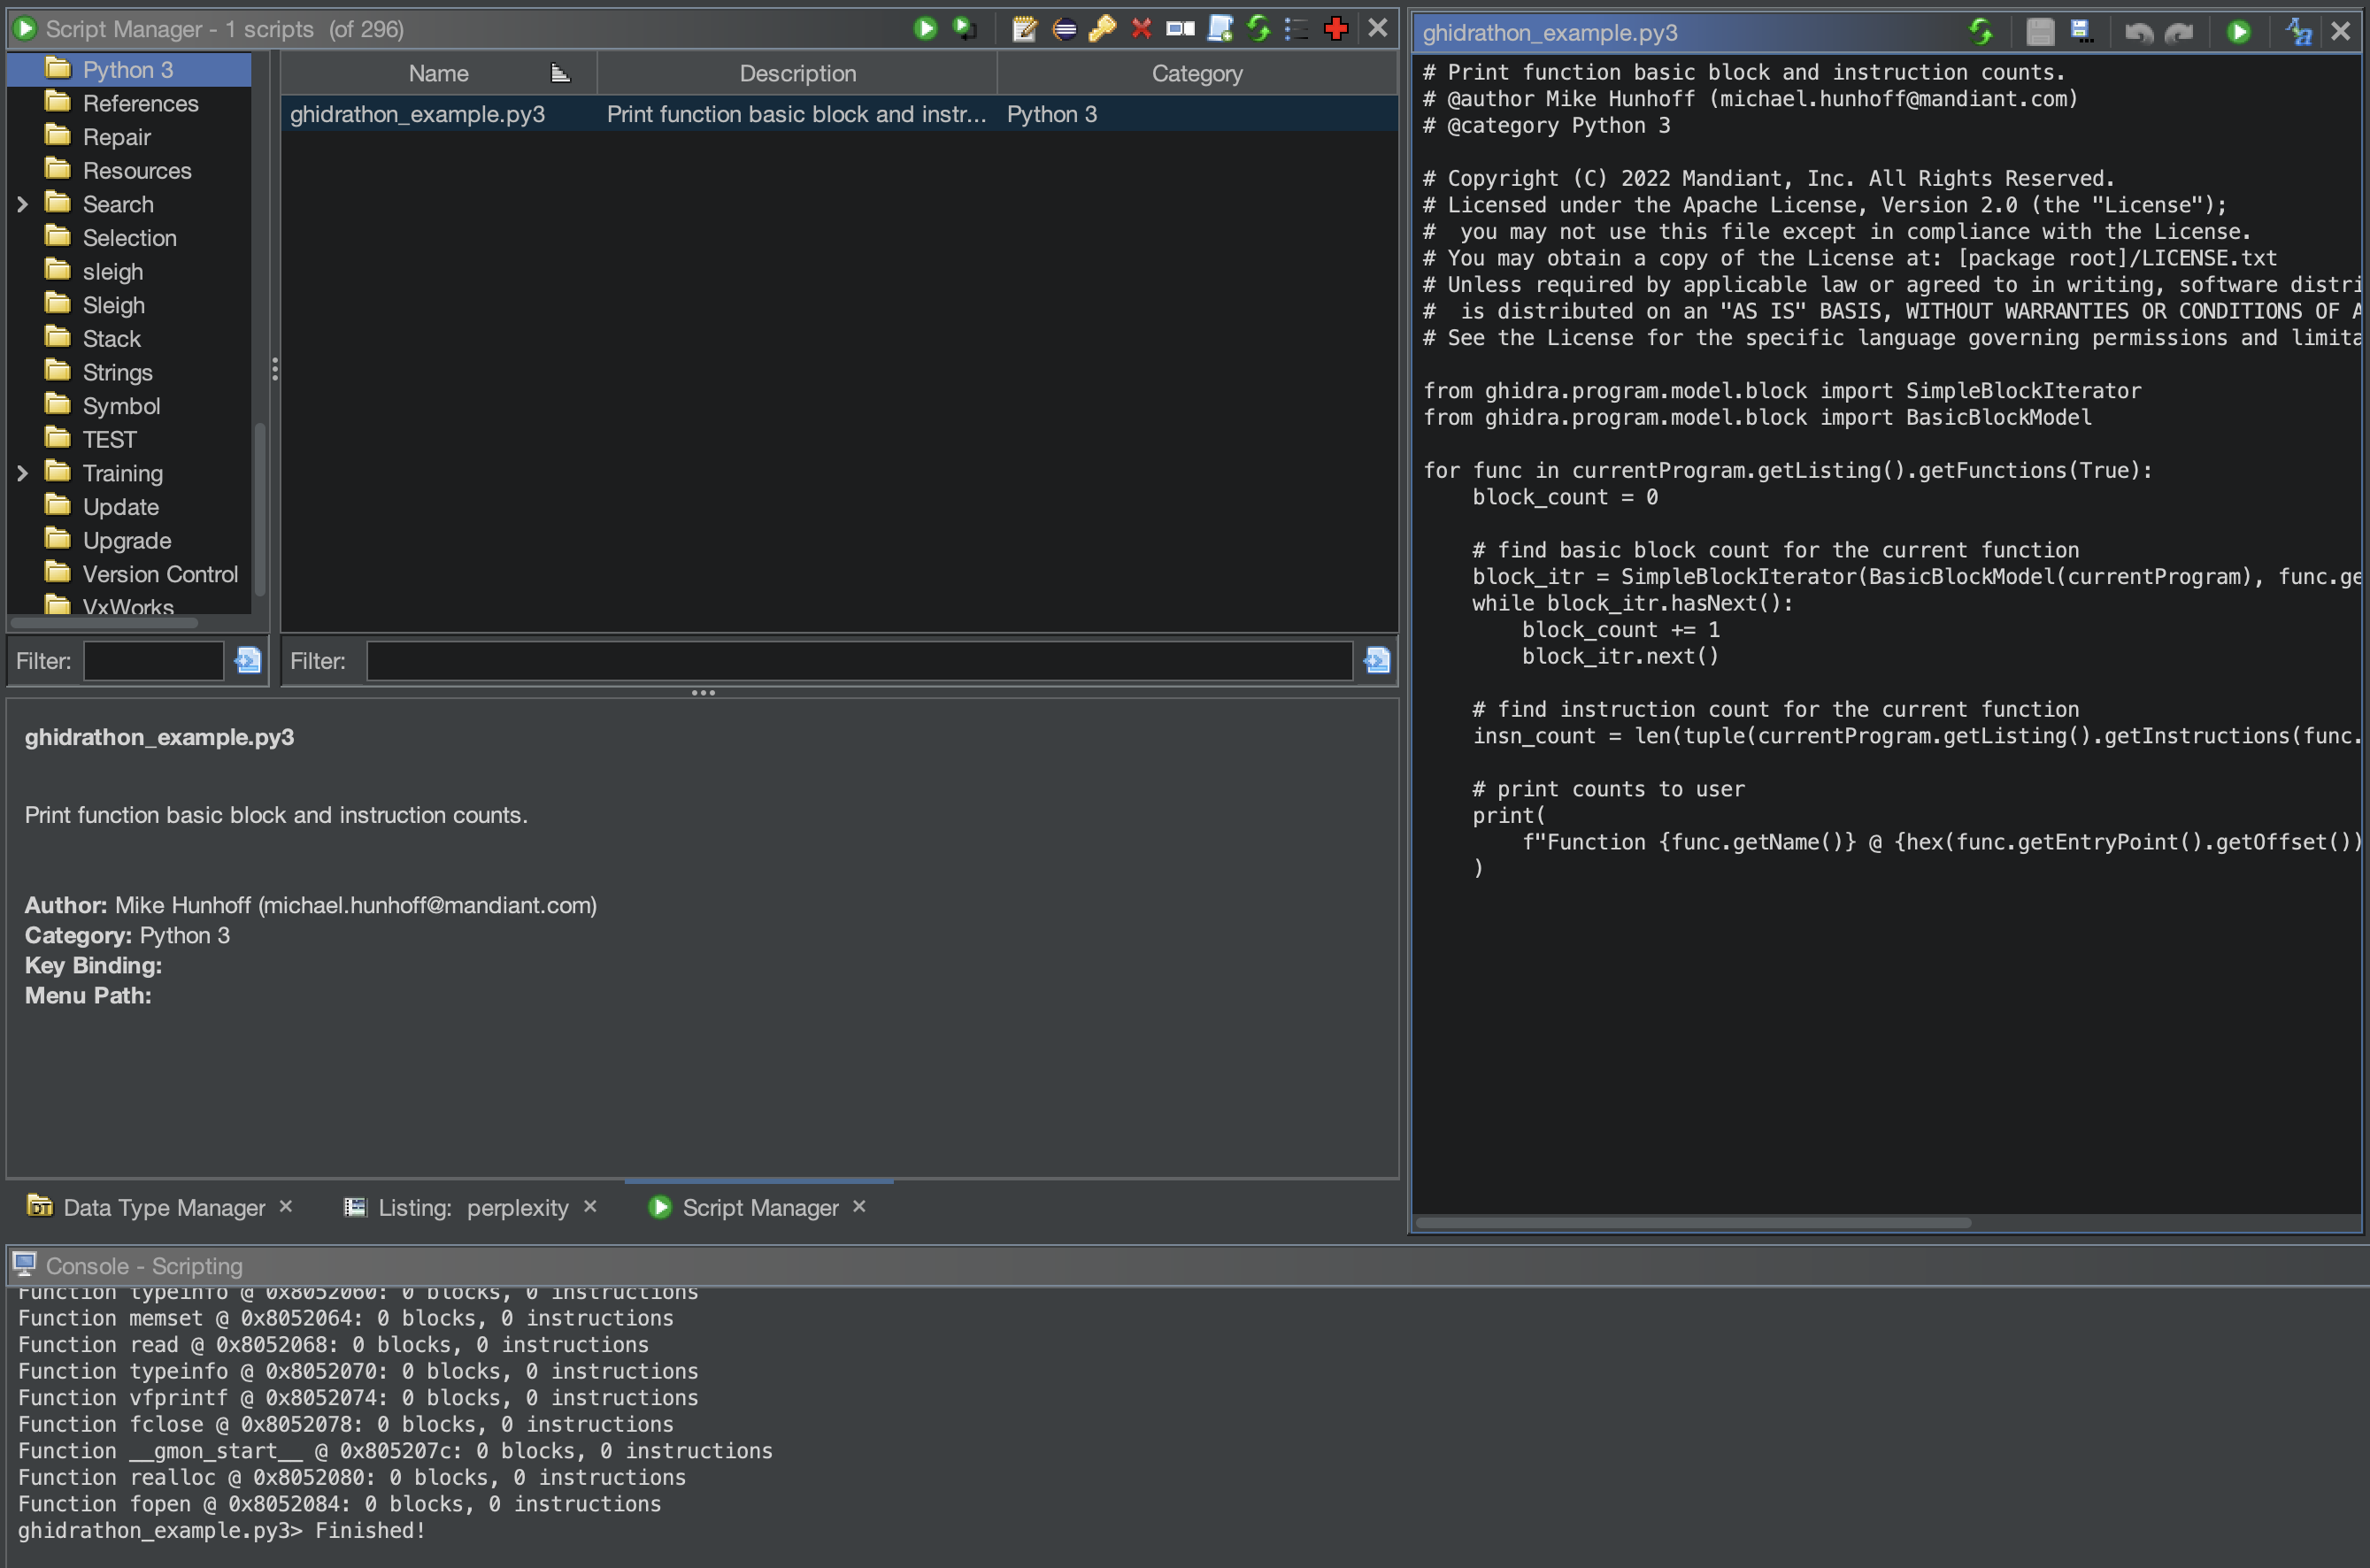 Script Manager - 1 scripts (of 296)
Python 3
References
Repair
Resources
Search
Selection
sleigh
Sleigh
Stack
Strings
Symbol
TEST
Training
Update
Upgrade
Version Control
VxWorks
Filter:
Name Description Category
ghidrathon_example.py3 Print function basic block and instr... Python 3
Filter:
ghidrathon_example.py3
Print function basic block and instruction counts.
Author: Mike Hunhoff (michael.hunhoff@mandiant.com)
Category: Python 3
Key Binding:
Menu Path:
Data Type Manager Listing: perplexity Script Manager
ghidrathon_example.py3
# Print function basic block and instruction counts.
# @author Mike Hunhoff (michael.hunhoff@mandiant.com)
# @category Python 3
# Copyright (C) 2022 Mandiant, Inc. All Rights Reserved.
# Licensed under the Apache License, Version 2.0 (the "License");
#  you may not use this file except in compliance with the License.
# You may obtain a copy of the License at: [package root]/LICENSE.txt
# Unless required by applicable law or agreed to in writing, software distri
#  is distributed on an "AS IS" BASIS, WITHOUT WARRANTIES OR CONDITIONS OF A
# See the License for the specific language governing permissions and limita
from ghidra.program.model.block import SimpleBlockIterator
from ghidra.program.model.block import BasicBlockModel
for func in currentProgram.getListing().getFunctions(True):
    block_count = 0
    # find basic block count for the current function
    block_itr = SimpleBlockIterator(BasicBlockModel(currentProgram), func.ge
    while block_itr.hasNext():
        block_count += 1
        block_itr.next()
    # find instruction count for the current function
    insn_count = len(tuple(currentProgram.getListing().getInstructions(func.
    # print counts to user
    print(
        f"Function {func.getName()} @ {hex(func.getEntryPoint().getOffset())
    )
Console - Scripting
Function typeinfo @ 0x8052060: 0 blocks, 0 instructions
Function memset @ 0x8052064: 0 blocks, 0 instructions
Function read @ 0x8052068: 0 blocks, 0 instructions
Function typeinfo @ 0x8052070: 0 blocks, 0 instructions
Function vfprintf @ 0x8052074: 0 blocks, 0 instructions
Function fclose @ 0x8052078: 0 blocks, 0 instructions
Function __gmon_start__ @ 0x805207c: 0 blocks, 0 instructions
Function realloc @ 0x8052080: 0 blocks, 0 instructions
Function fopen @ 0x8052084: 0 blocks, 0 instructions
ghidrathon_example.py3> Finished!